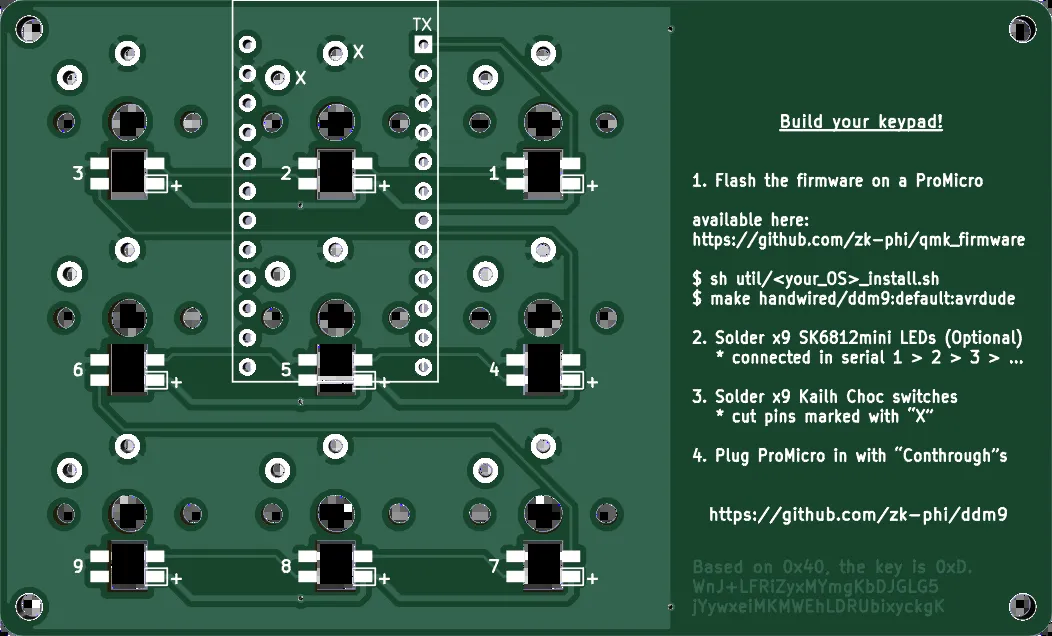 TX
X
X
3
2
1
6
5
4
9
8
7
+
+
+
+
+
+
+
+
+
Build your keypad!
1. Flash the firmware on a ProMicro
available here:
https://github.com/zk-phi/qmk_firmware
$ sh util/<your_OS>_install.sh
$ make handwired/ddm9:default:avrdude
2. Solder x9 SK6812mini LEDs (Optional)
* connected in serial 1 > 2 > 3 > ...
3. Solder x9 Kailh Choc switches
* cut pins marked with "X"
4. Plug ProMicro in with "Conthrough"s
https://github.com/zk-phi/ddm9
Based on 0x40, the key is 0xD.
WnJ+LFRiZyxMYmgKbDJGLG5
jYywxeiMKMWEhLDRUbixyckgK